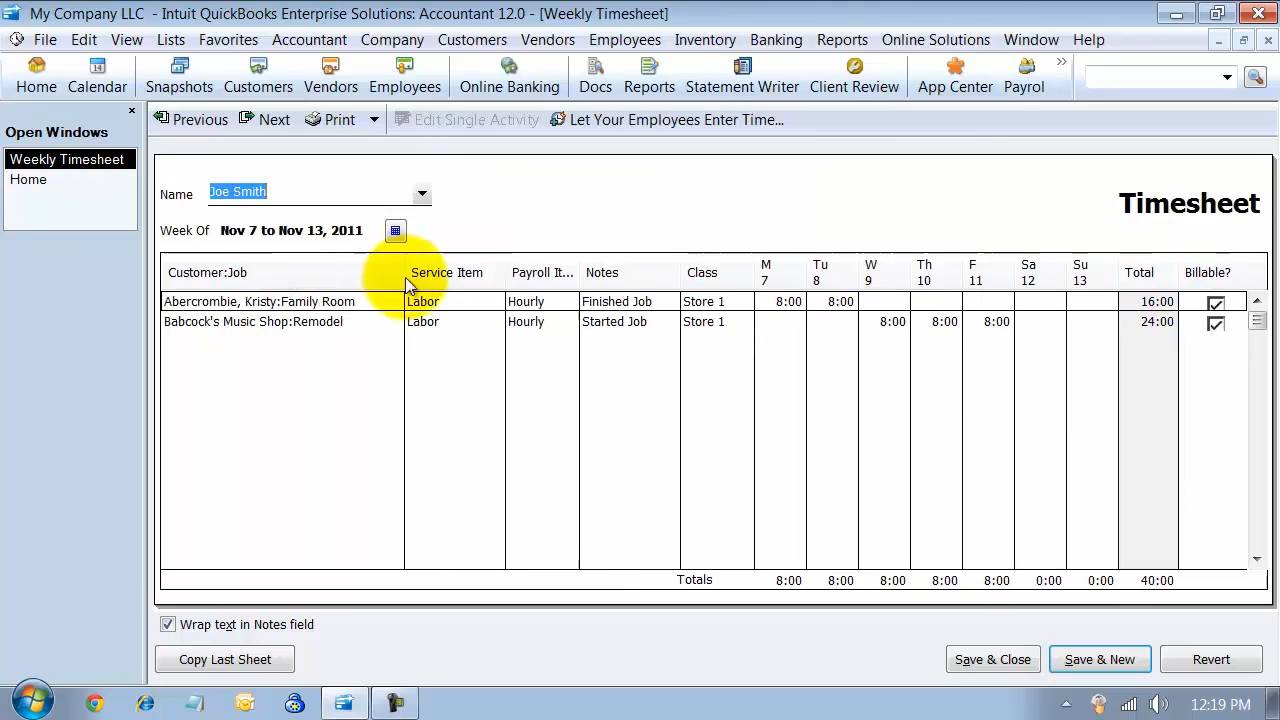 My Company LLC - Intuit QuickBooks Enterprise Solutions: Accountant 12.0 - [Weekly Timesheet]
File Edit View Lists Favorites Accountant Company Customers Vendors Employees Inventory Banking Reports Online Solutions Window Help
Home Calendar Snapshots Customers Vendors Employees Online Banking Docs Reports Statement Writer Client Review App Center Payrol
Open Windows
Weekly Timesheet
Home
Previous Next Print Edit Single Activity Let Your Employees Enter Time...
Name Joe Smith
Timesheet
Week Of Nov 7 to Nov 13, 2011
Customer:Job Service Item Payroll It... Notes Class M 7 Tu 8 W 9 Th 10 F 11 Sa 12 Su 13 Total Billable?
Abercrombie, Kristy:Family Room Labor Hourly Finished Job Store 1 8:00 8:00 16:00
Babcock's Music Shop:Remodel Labor Hourly Started Job Store 1 8:00 8:00 8:00 24:00
Totals 8:00 8:00 8:00 8:00 8:00 0:00 0:00 40:00
Wrap text in Notes field
Copy Last Sheet Save & Close Save & New Revert
12:19 PM